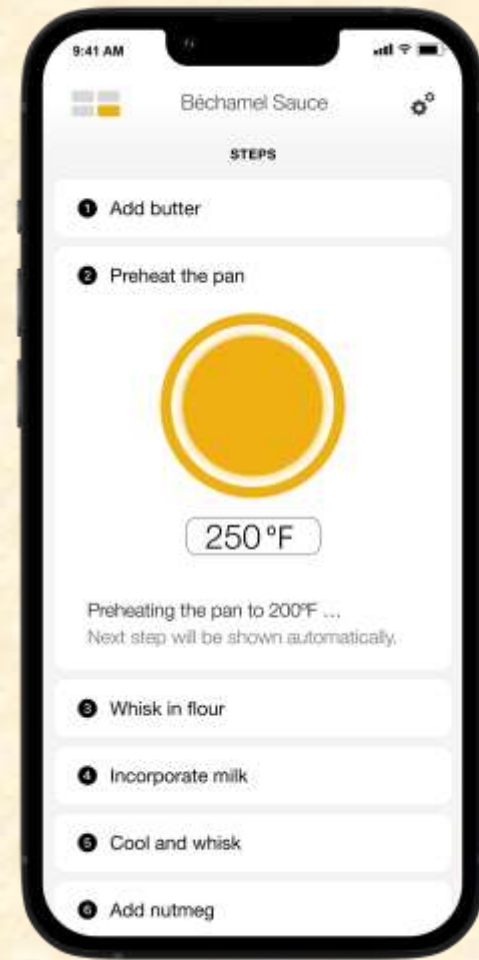 9:41 AM
Béchamel Sauce
STEPS
1 Add butter
2 Preheat the pan
250 °F
Preheating the pan to 200°F ...
Next step will be shown automatically.
3 Whisk in flour
4 Incorporate milk
5 Cool and whisk
6 Add nutmeg